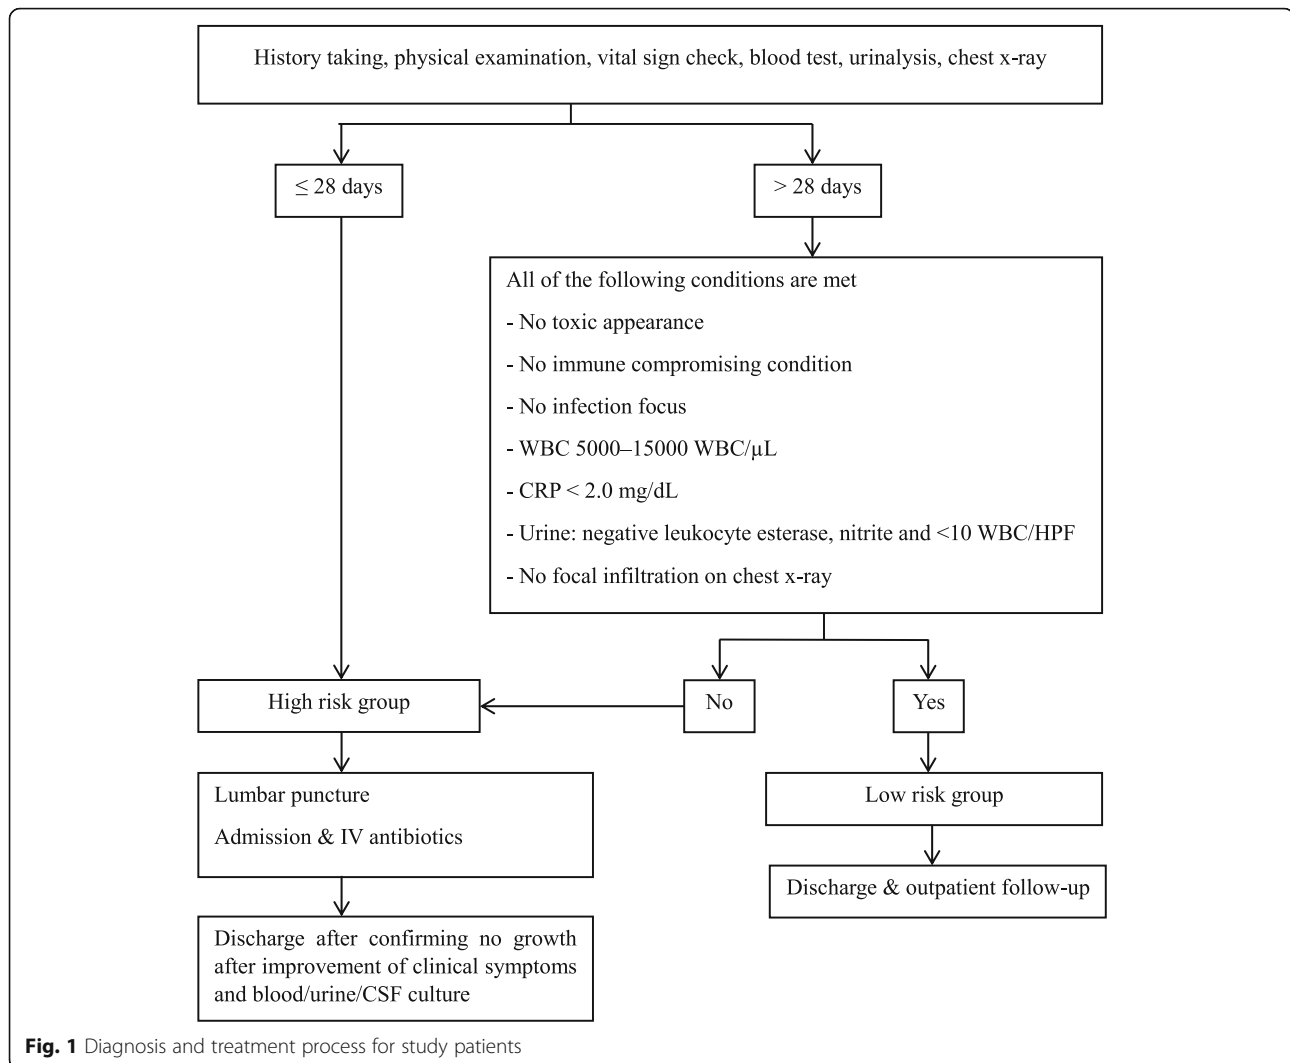 History taking, physical examination, vital sign check, blood test, urinalysis, chest x-ray
≤ 28 days
> 28 days
All of the following conditions are met
- No toxic appearance
- No immune compromising condition
- No infection focus
- WBC 5000–15000 WBC/µL
- CRP < 2.0 mg/dL
- Urine: negative leukocyte esterase, nitrite and <10 WBC/HPF
- No focal infiltration on chest x-ray
High risk group
No
Yes
Lumbar puncture
Admission & IV antibiotics
Low risk group
Discharge & outpatient follow-up
Discharge after confirming no growth
after improvement of clinical symptoms
and blood/urine/CSF culture
Fig. 1 Diagnosis and treatment process for study patients